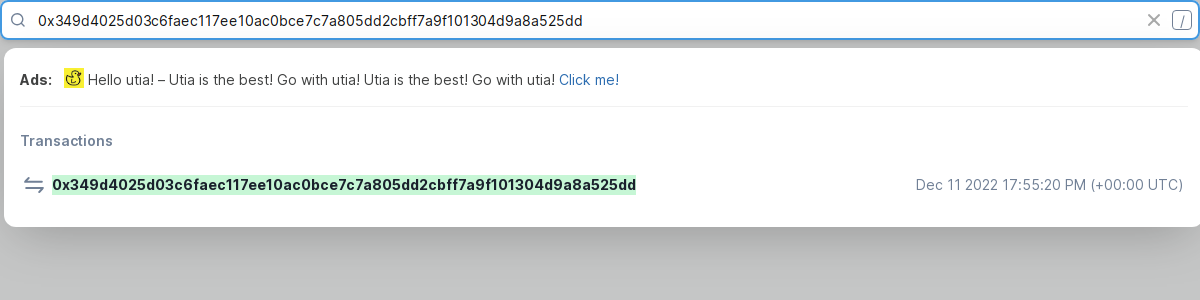 0x349d4025d03c6faec117ee10ac0bce7c7a805dd2cbff7a9f101304d9a8a525dd /
Ads: Hello utia! – Utia is the best! Go with utia! Utia is the best! Go with utia! Click me!
Transactions
0x349d4025d03c6faec117ee10ac0bce7c7a805dd2cbff7a9f101304d9a8a525dd Dec 11 2022 17:55:20 PM (+00:00 UTC)